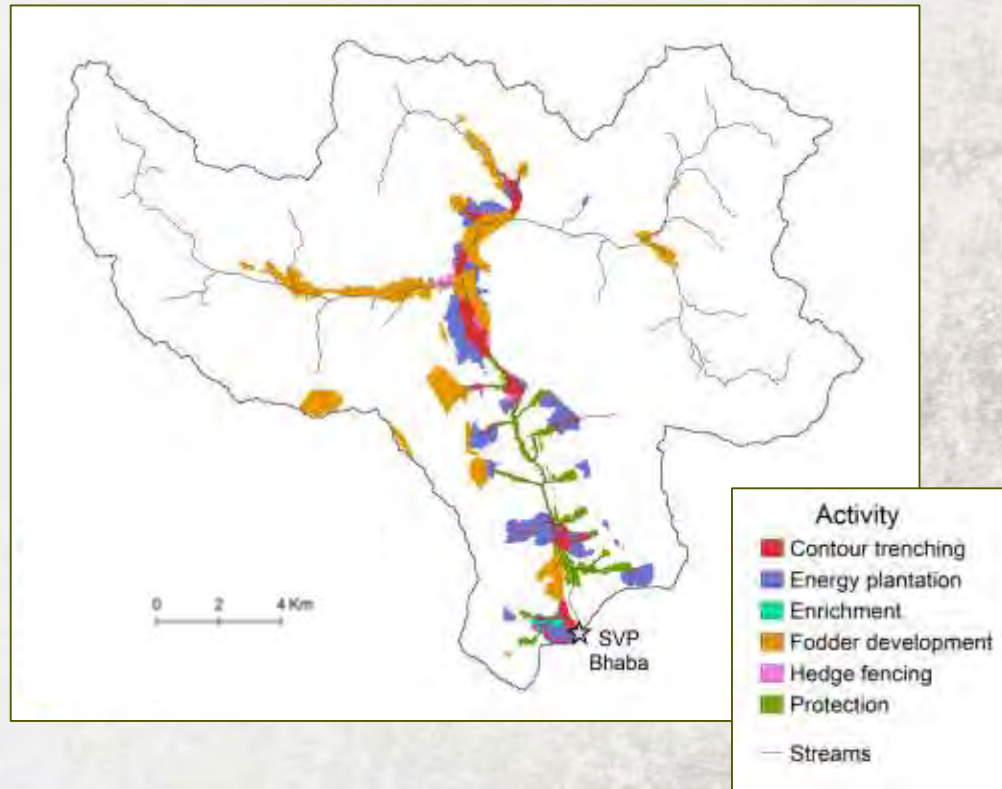 0 2 4 Km
SVP
Bhaba
Activity
Contour trenching
Energy plantation
Enrichment
Fodder development
Hedge fencing
Protection
Streams